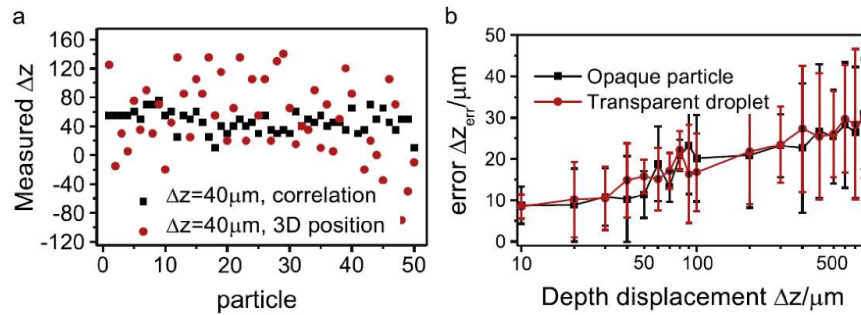 a
Measured Δz
160
120
80
40
0
-40
-80
-120
Δz=40μm, correlation
Δz=40μm, 3D position
0 10 20 30 40 50
particle
b
error Δz_err/μm
50
40
30
20
10
0
Opaque particle
Transparent droplet
10 100 500
Depth displacement Δz/μm